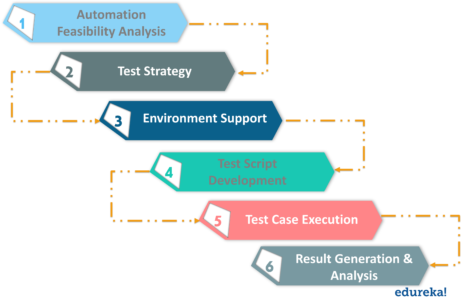 1
Automation
Feasibility Analysis
2
Test Strategy
3
Environment Support
4
Test Script
Development
5
Test Case Execution
6
Result Generation &
Analysis
edureka!